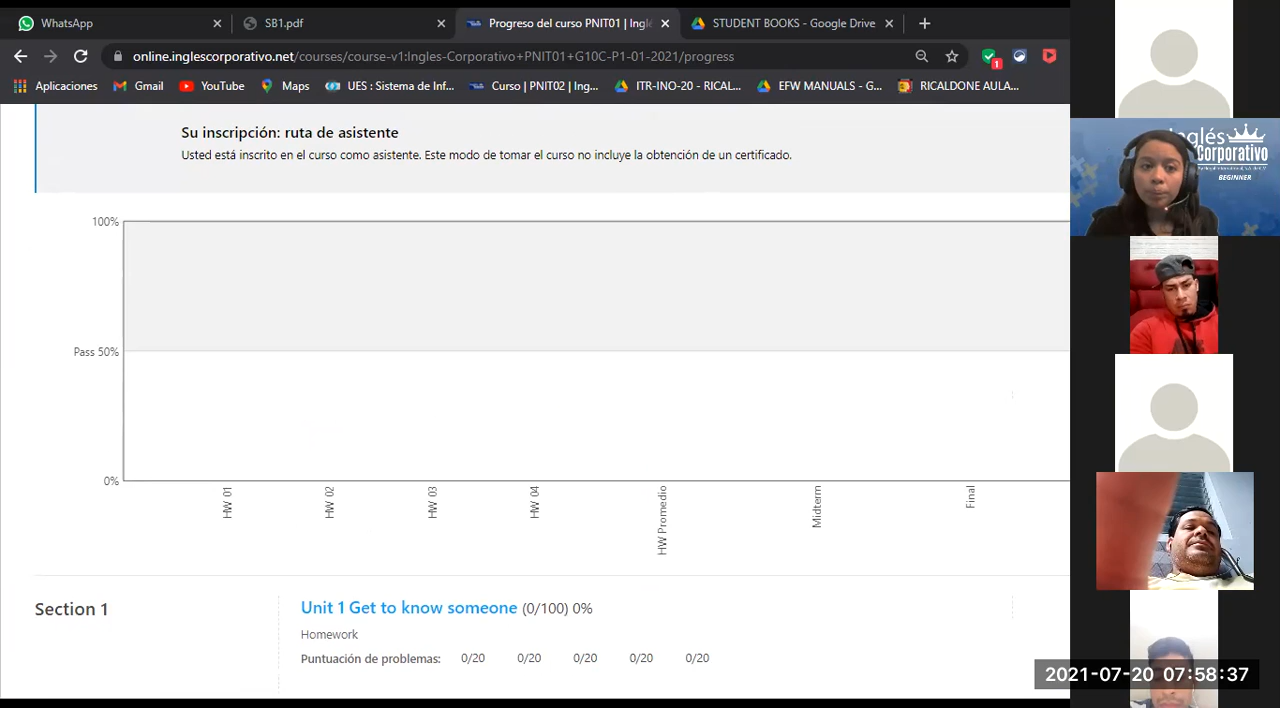 WhatsApp
SB1.pdf
Progreso del curso PNIT01 | Ingl
STUDENT BOOKS - Google Drive
online.inglescorporativo.net/courses/course-v1:Ingles-Corporativo+PNIT01+G10C-P1-01-2021/progress
1
Aplicaciones
Gmail
YouTube
Maps
UES : Sistema de Inf...
Curso | PNIT02 | Ing...
ITR-INO-20 - RICAL...
EFW MANUALS - G...
RICALDONE AULA...
Su inscripción: ruta de asistente
Usted está inscrito en el curso como asistente. Este modo de tomar el curso no incluye la obtención de un certificado.
100%
Pass 50%
0%
HW 01
HW 02
HW 03
HW 04
HW Promedio
Midterm
Final
Section 1
Unit 1 Get to know someone (0/100) 0%
Homework
Puntuación de problemas: 0/20 0/20 0/20 0/20 0/20
inglés
Corporativo
BEGINNER
2021-07-20 07:58:37